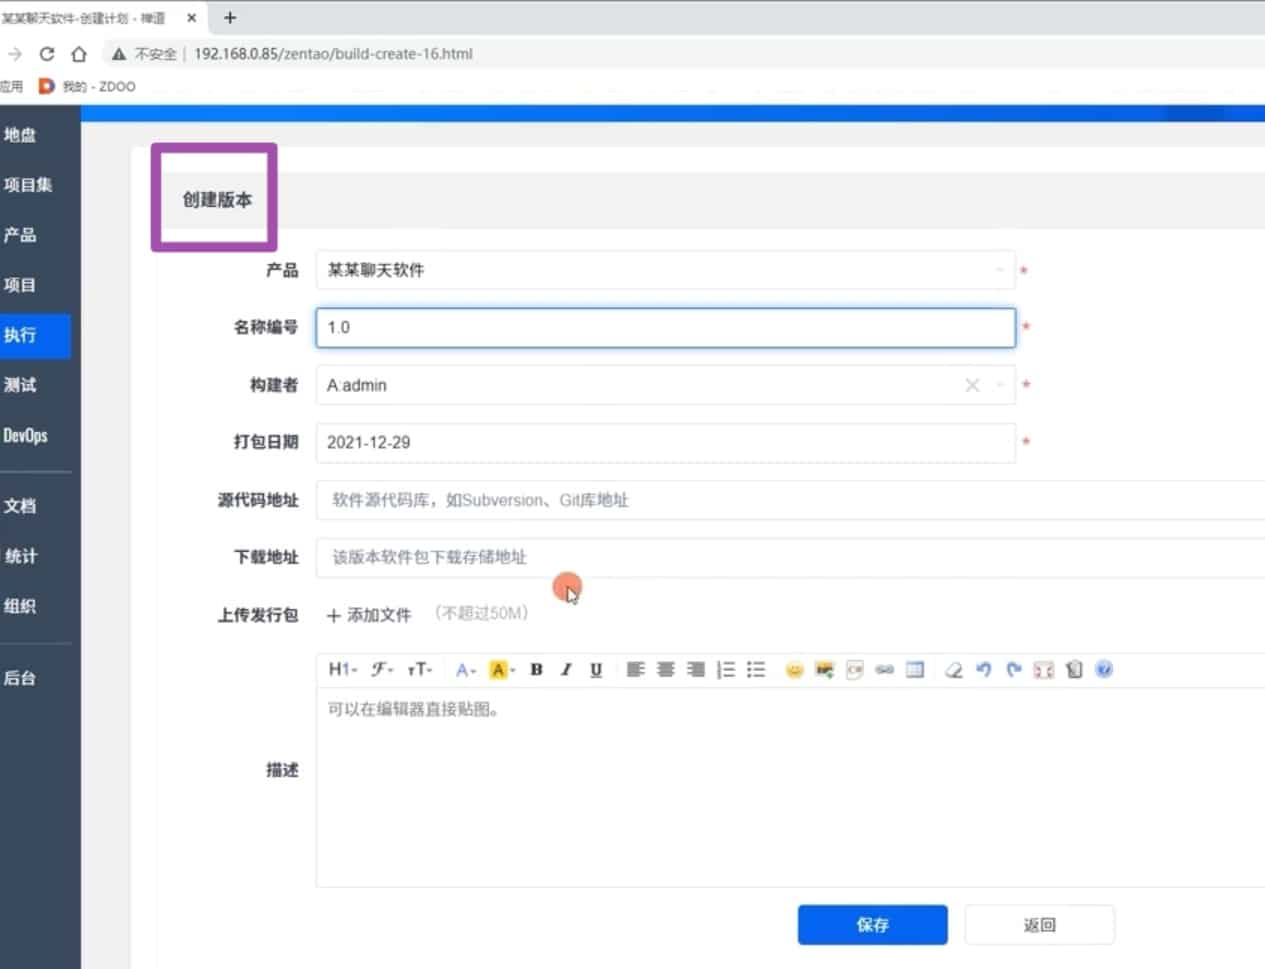 某某聊天软件-创建计划 - 禅道
不安全 | 192.168.0.85/zentao/build-create-16.html
应用 我的 - ZDOO
地盘
项目集
产品
项目
执行
测试
DevOps
文档
统计
组织
后台
创建版本
产品 某某聊天软件 *
名称编号 1.0 *
构建者 A:admin *
打包日期 2021-12-29 *
源代码地址 软件源代码库，如Subversion、Git库地址
下载地址 该版本软件包下载存储地址
上传发行包 + 添加文件 （不超过50M）
H1 F TT A A B I U
可以在编辑器直接贴图。
描述
保存 返回